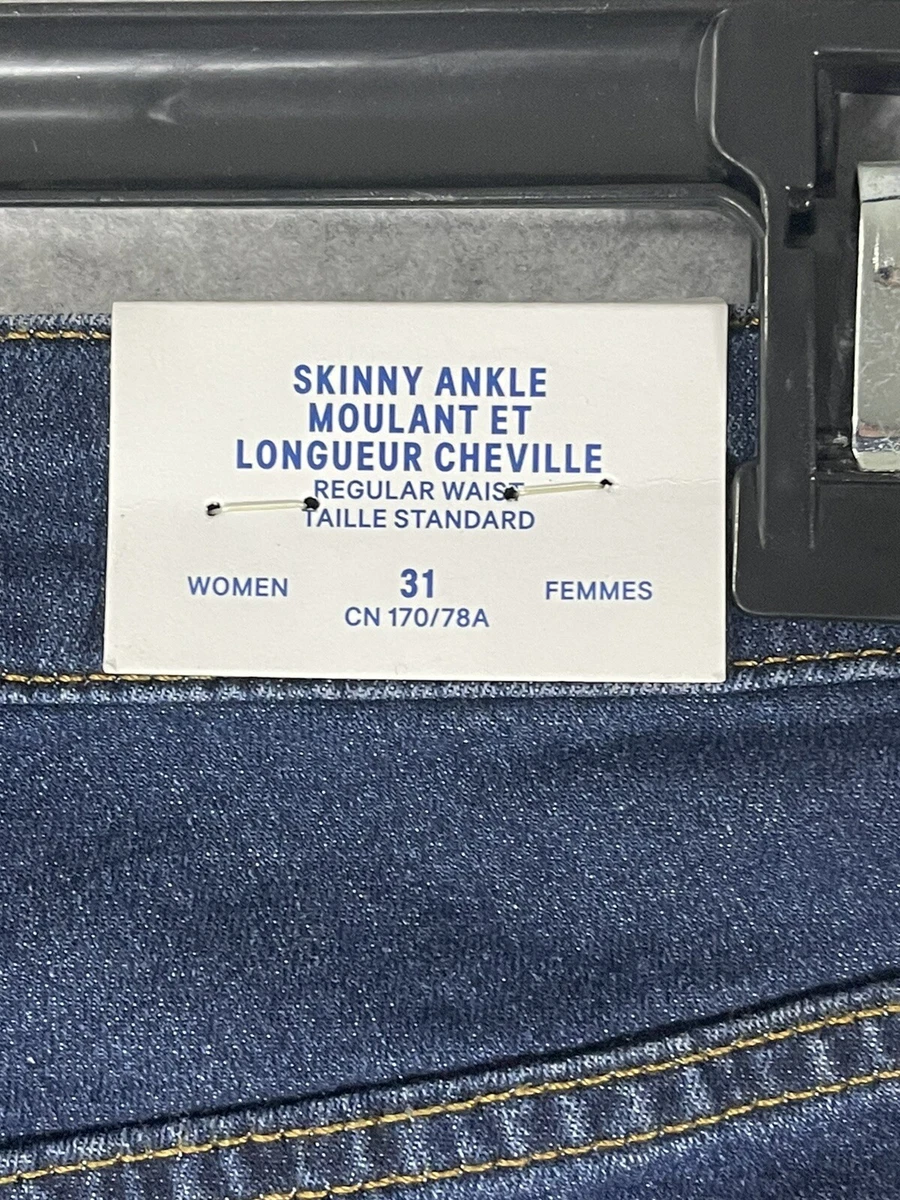 SKINNY ANKLE
MOULANT ET
LONGUEUR CHEVILLE
REGULAR WAIST
TAILLE STANDARD
WOMEN 31 FEMMES
CN 170/78A